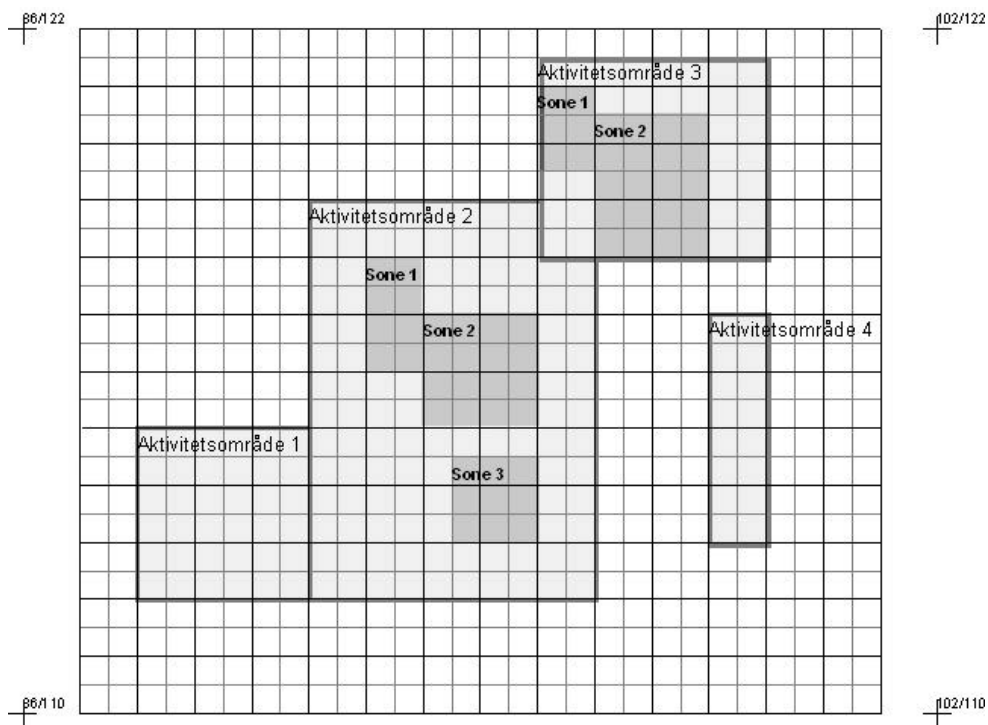 86/122
102/122
Aktivitetsområde 3
Sone 1
Sone 2
Aktivitetsområde 2
Sone 1
Sone 2
Aktivitetsområde 4
Aktivitetsområde 1
Sone 3
86/110
102/110